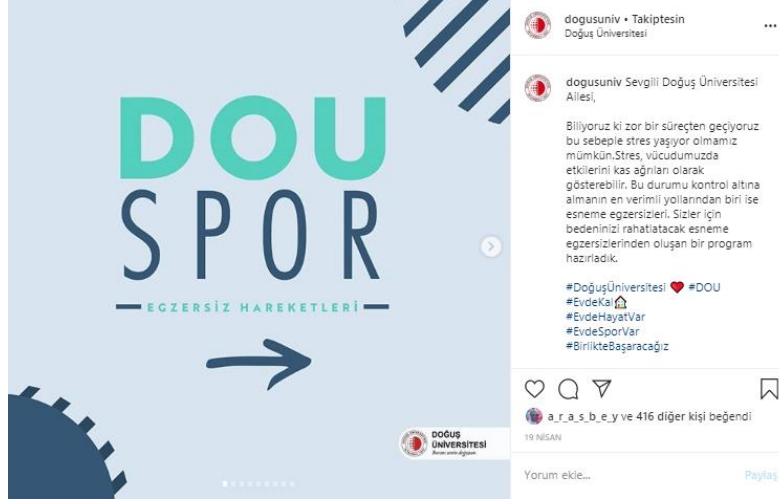 DOU
SPOR
EGZERSİZ HAREKETLERİ
DOĞUŞ
ÜNİVERSİTESİ
dogusuniv • Takiptesin
Doğuş Üniversitesi
dogusuniv Sevgili Doğuş Üniversitesi
Ailesi,
Biliyoruz ki zor bir süreçten geçiyoruz
bu sebeple stres yaşıyor olmamız
mümkün.Stres, vücudumuzda
etkilerini kas ağrıları olarak
gösterebilir. Bu durumu kontrol altına
almanın en verimli yollarından biri ise
esneme egzersizleri. Sizler için
bedeninizi rahatlatacak esneme
egzersizlerinden oluşan bir program
hazırladık.
#DoğuşÜniversitesi ❤ #DOU
#EvdeKal🏠
#EvdeHayatVar
#EvdeSporVar
#BirlikteBaşaracağız
a_r_a_s_b_e_y ve 416 diğer kişi beğendi
19 NİSAN
Yorum ekle...
Paylaş